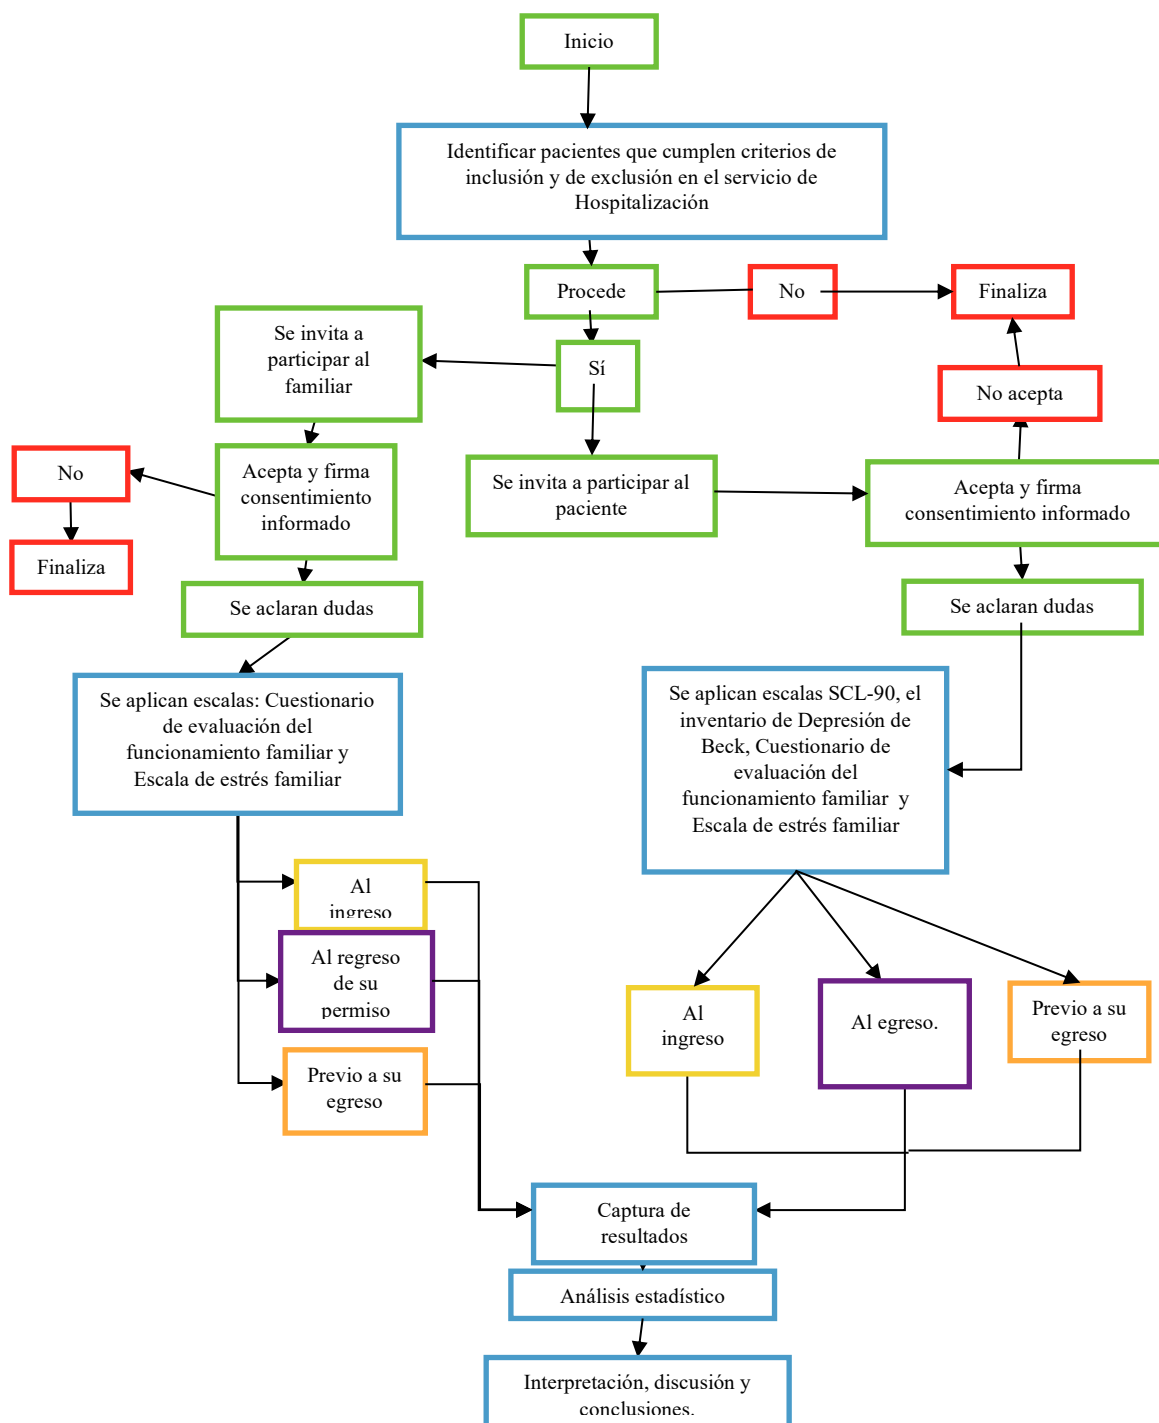 Inicio
Identificar pacientes que cumplen criterios de
inclusión y de exclusión en el servicio de
Hospitalización
Procede
No
Finaliza
Se invita a
participar al
familiar
Sí
No acepta
No
Acepta y firma
consentimiento
informado
Se invita a participar al
paciente
Acepta y firma
consentimiento informado
Finaliza
Se aclaran dudas
Se aclaran dudas
Se aplican escalas: Cuestionario
de evaluación del
funcionamiento familiar y
Escala de estrés familiar
Se aplican escalas SCL-90, el
inventario de Depresión de
Beck, Cuestionario de
evaluación del
funcionamiento familiar y
Escala de estrés familiar
Al
ingreso
Al regreso
de su
permiso
Previo a su
egreso
Al
ingreso
Al egreso.
Previo a su
egreso
Captura de
resultados
Análisis estadístico
Interpretación, discusión y
conclusiones.